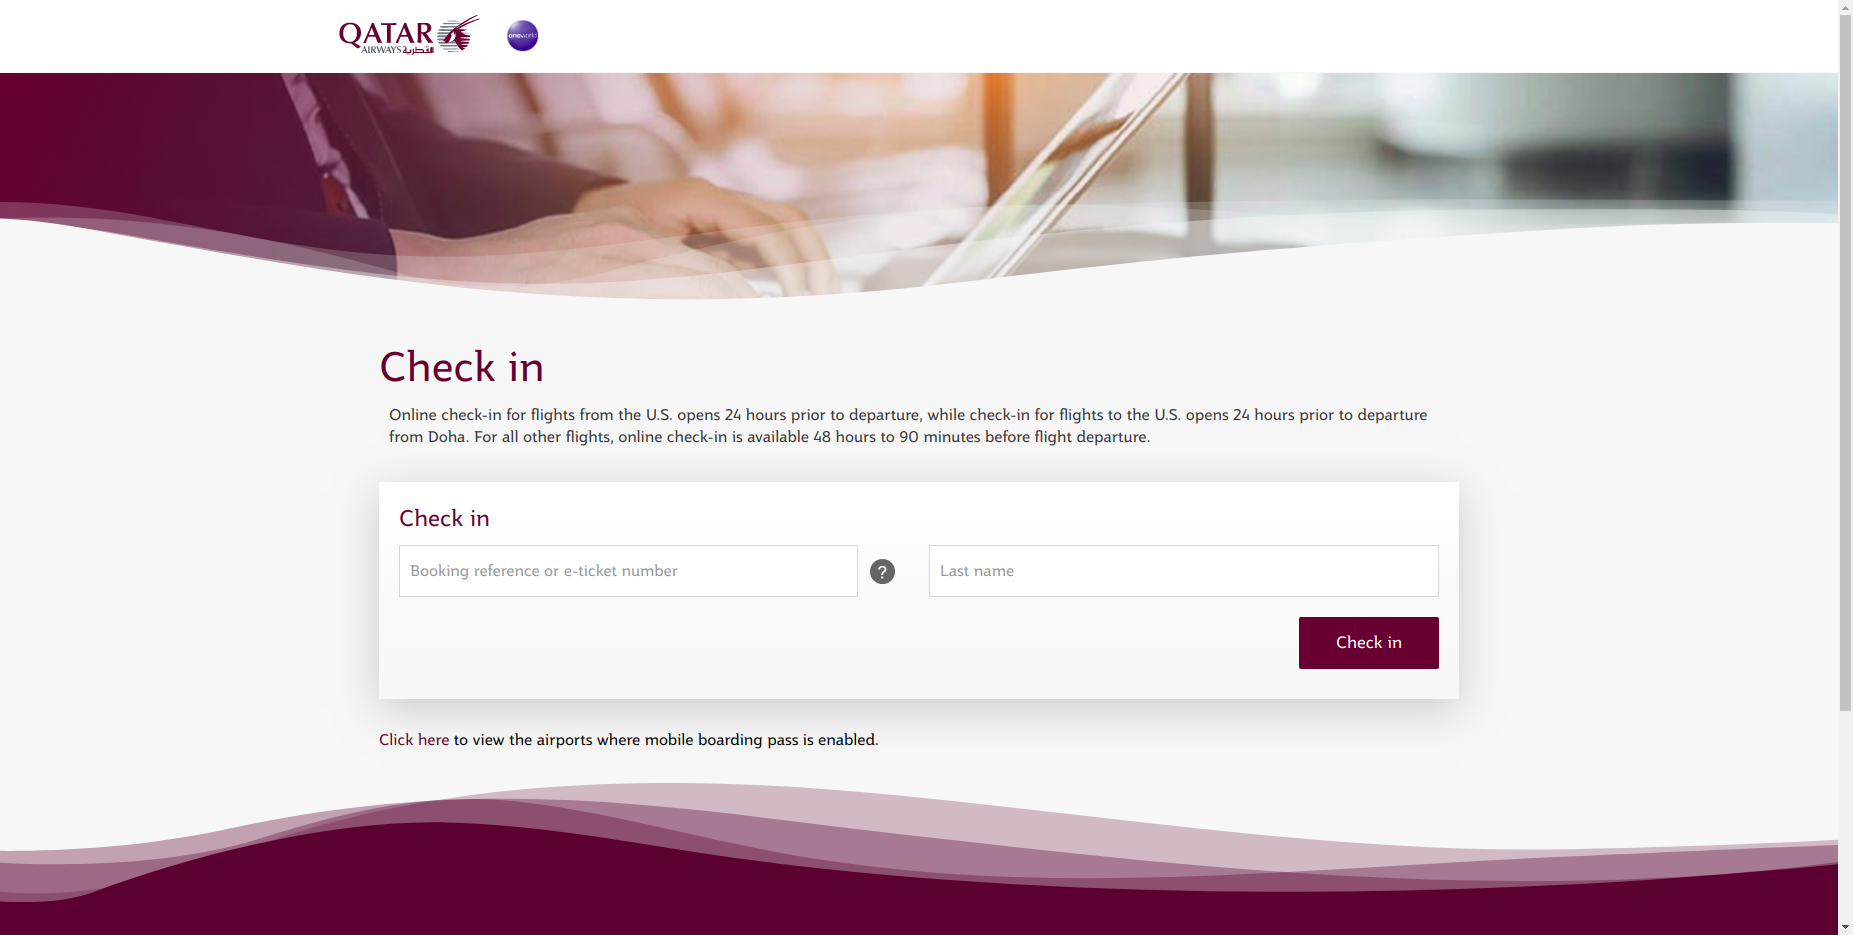 QATAR
AIRWAYS القطرية
oneworld
Check in
Online check-in for flights from the U.S. opens 24 hours prior to departure, while check-in for flights to the U.S. opens 24 hours prior to departure
from Doha. For all other flights, online check-in is available 48 hours to 90 minutes before flight departure.
Check in
Booking reference or e-ticket number
?
Last name
Check in
Click here to view the airports where mobile boarding pass is enabled.